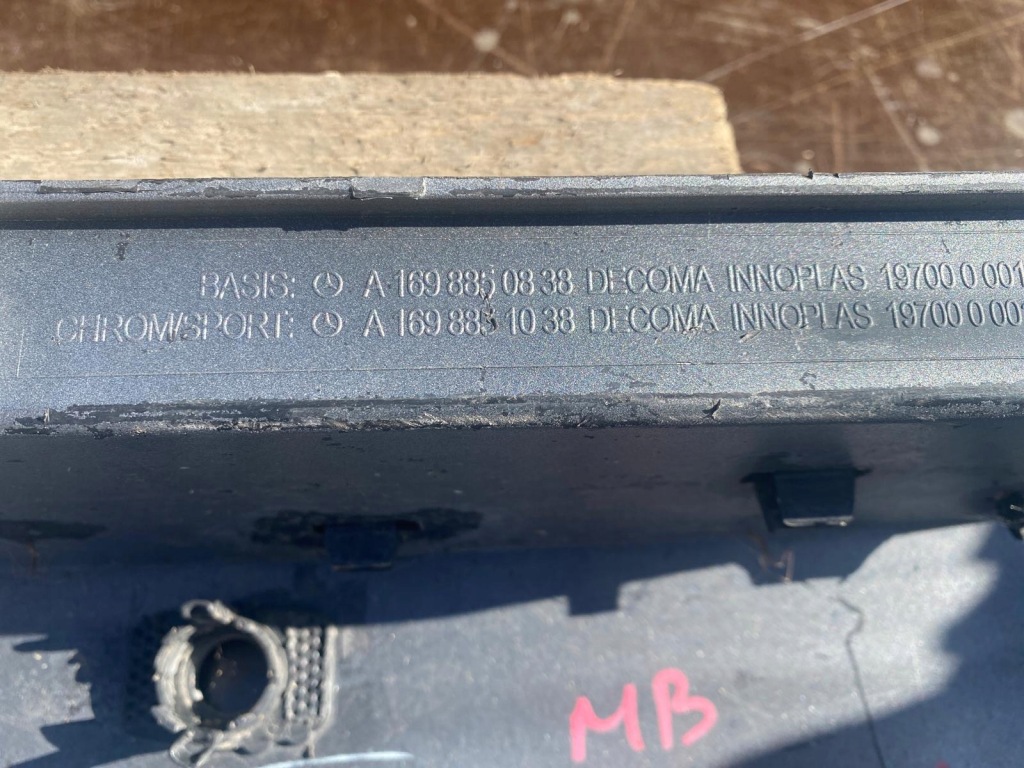 BASIS: A 169 885 08 38 DECOMA INNOPLAS 19700 0 001
CHROM/SPORT: A 169 885 10 38 DECOMA INNOPLAS 19700 0 001
MB